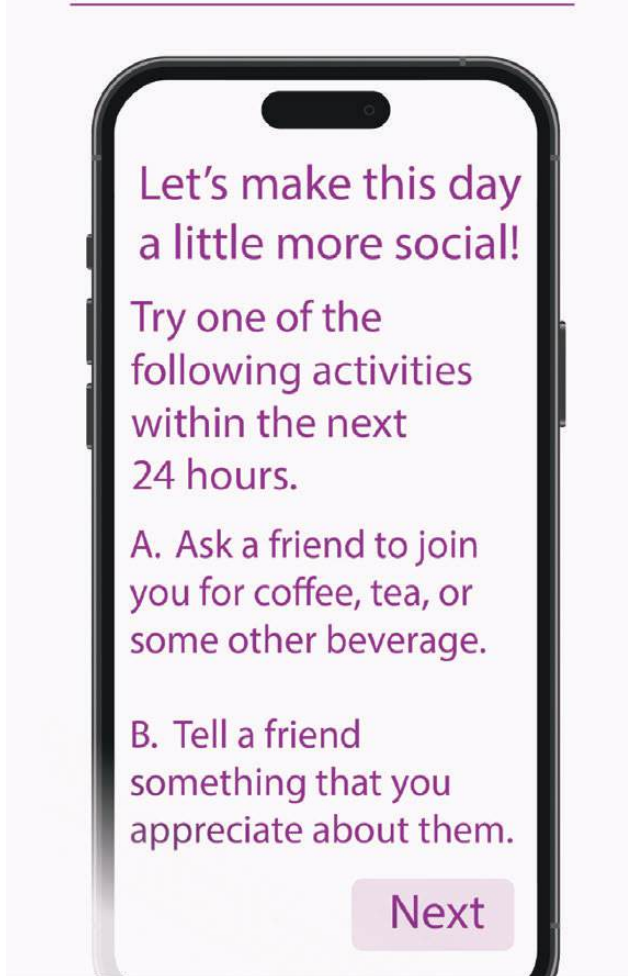 Let’s make this day
a little more social!
Try one of the
following activities
within the next
24 hours.
A. Ask a friend to join
you for coffee, tea, or
some other beverage.
B. Tell a friend
something that you
appreciate about them.
Next